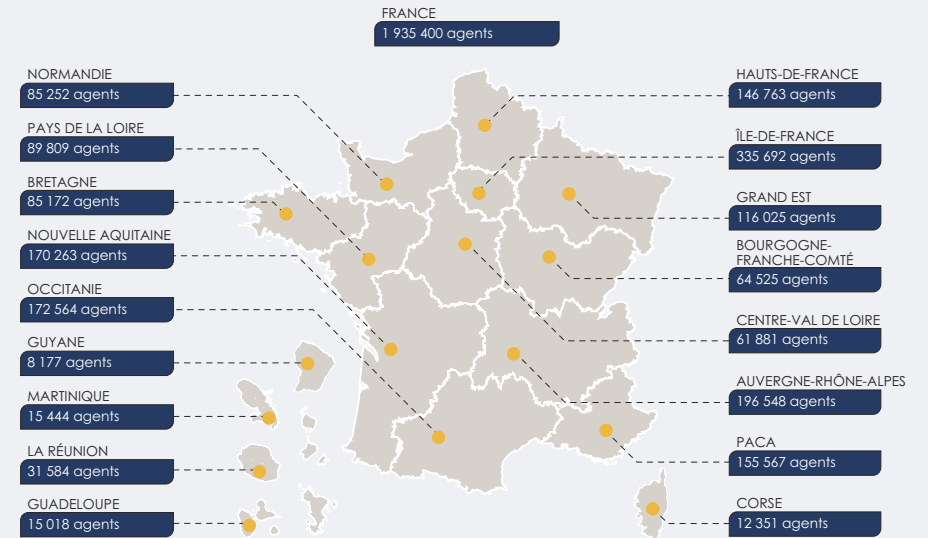 FRANCE
1 935 400 agents
NORMANDIE
85 252 agents
PAYS DE LA LOIRE
89 809 agents
BRETAGNE
85 172 agents
NOUVELLE AQUITAINE
170 263 agents
OCCITANIE
172 564 agents
GUYANE
8 177 agents
MARTINIQUE
15 444 agents
LA RÉUNION
31 584 agents
GUADELOUPE
15 018 agents
HAUTS-DE-FRANCE
146 763 agents
ÎLE-DE-FRANCE
335 692 agents
GRAND EST
116 025 agents
BOURGOGNE-
FRANCHE-COMTÉ
64 525 agents
CENTRE-VAL DE LOIRE
61 881 agents
AUVERGNE-RHÔNE-ALPES
196 548 agents
PACA
155 567 agents
CORSE
12 351 agents